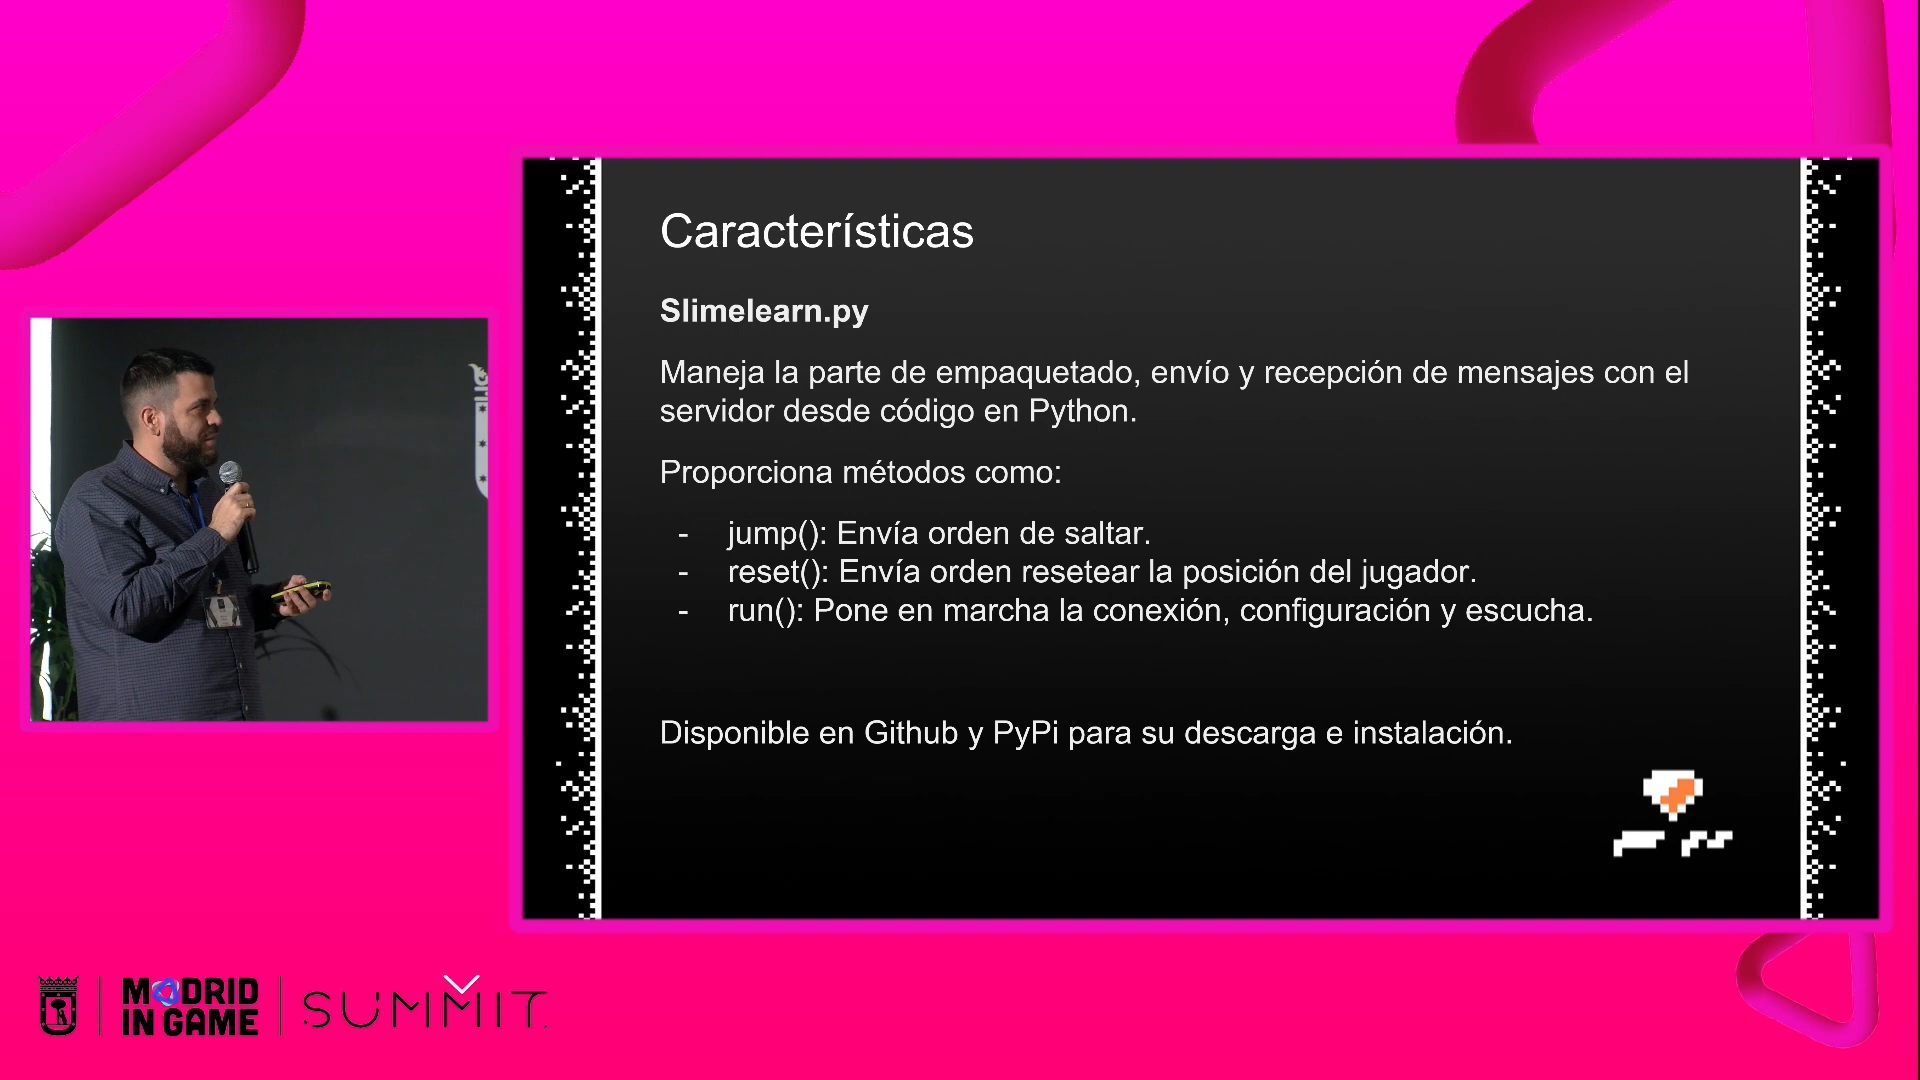 Características
Slimelearn.py
Maneja la parte de empaquetado, envío y recepción de mensajes con el
servidor desde código en Python.
Proporciona métodos como:
- jump(): Envía orden de saltar.
- reset(): Envía orden resetear la posición del jugador.
- run(): Pone en marcha la conexión, configuración y escucha.
Disponible en Github y PyPi para su descarga e instalación.
MADRID
IN GAME
SUMMIT.